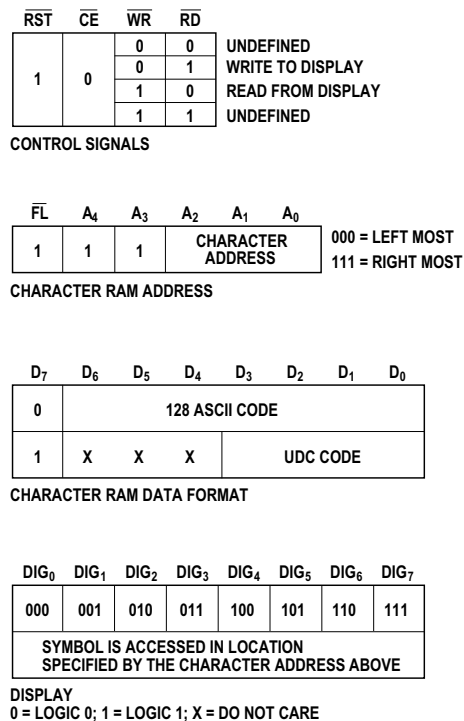 RST CE WR RD
1 0
0 0 UNDEFINED
0 1 WRITE TO DISPLAY
1 0 READ FROM DISPLAY
1 1 UNDEFINED
CONTROL SIGNALS
FL A4 A3 A2 A1 A0
1 1 1 CHARACTER
ADDRESS
000 = LEFT MOST
111 = RIGHT MOST
CHARACTER RAM ADDRESS
D7 D6 D5 D4 D3 D2 D1 D0
0 128 ASCII CODE
1 X X X UDC CODE
CHARACTER RAM DATA FORMAT
DIG0 DIG1 DIG2 DIG3 DIG4 DIG5 DIG6 DIG7
000 001 010 011 100 101 110 111
SYMBOL IS ACCESSED IN LOCATION
SPECIFIED BY THE CHARACTER ADDRESS ABOVE
DISPLAY
0 = LOGIC 0; 1 = LOGIC 1; X = DO NOT CARE